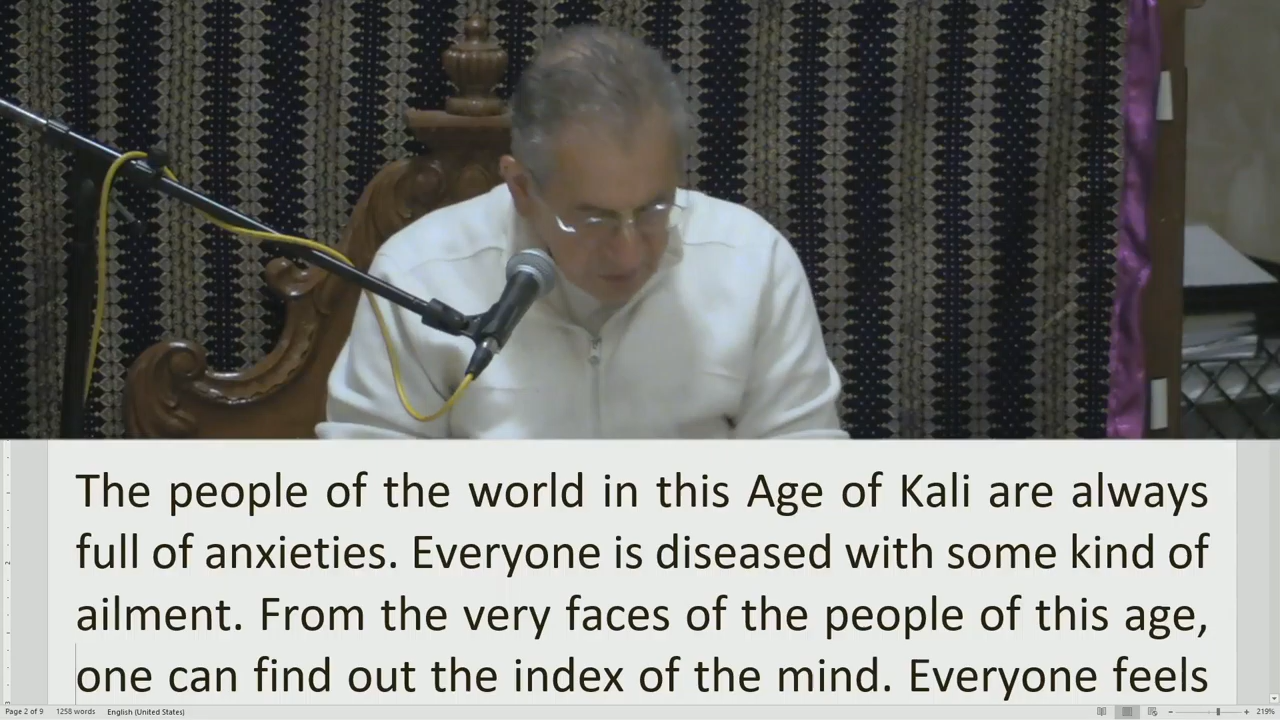 The people of the world in this Age of Kali are always
full of anxieties. Everyone is diseased with some kind of
ailment. From the very faces of the people of this age,
one can find out the index of the mind. Everyone feels
Page 2 of 9 1258 words English (United States) 219%